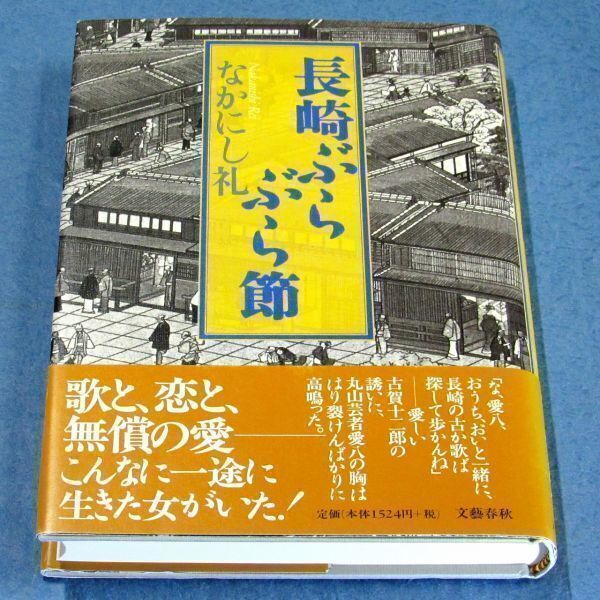 長崎ぶら
ぶら節
なかにし礼
Nakanishi Rei
歌と、恋と、
無償の愛――
こんなに一途に
生きた女がいた!
「な、愛八、
おうち、おいと一緒に、
長崎の古か歌ば
探して歩かんね」
――愛しい
古賀十二郎の
誘いに、
丸山芸者愛八の胸は
はり裂けんばかりに
高鳴った。
定価(本体1524円+税)
文藝春秋